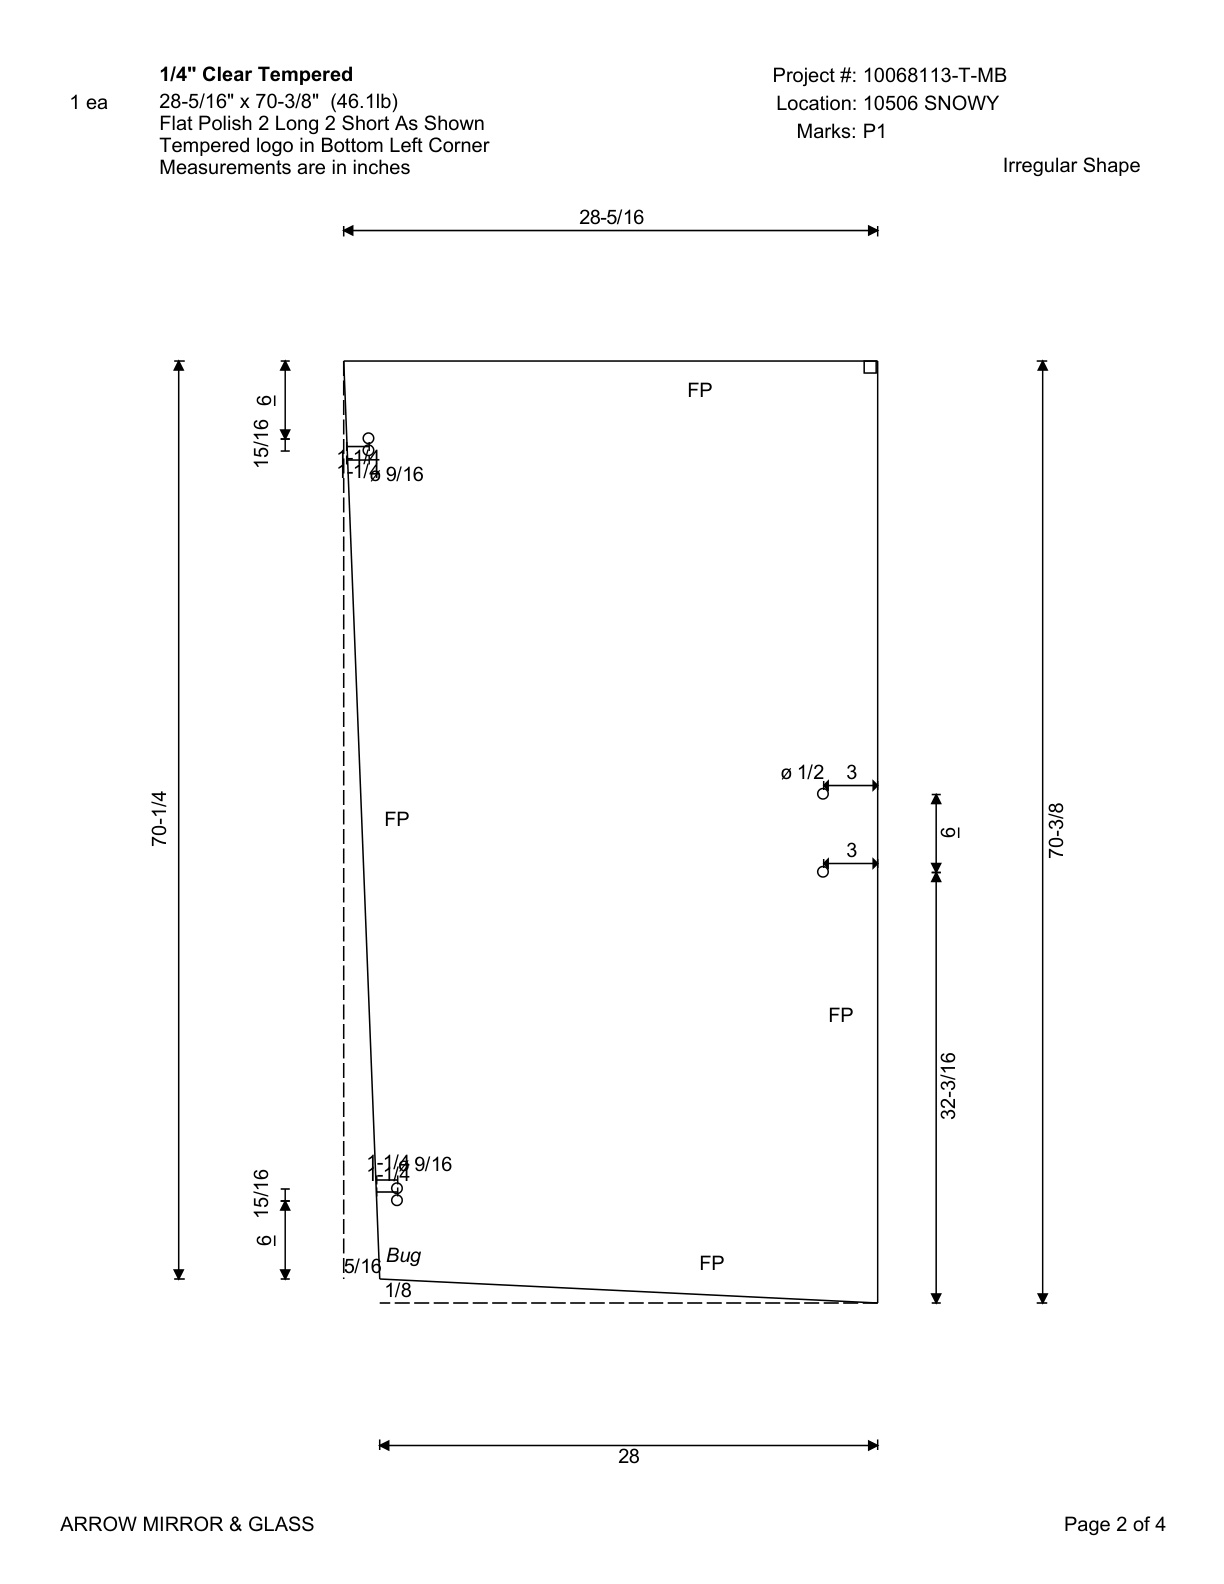 1/4" Clear Tempered
1 ea
28-5/16" x 70-3/8" (46.1lb)
Flat Polish 2 Long 2 Short As Shown
Tempered logo in Bottom Left Corner
Measurements are in inches
Project #: 10068113-T-MB
Location: 10506 SNOWY
Marks: P1
Irregular Shape
28-5/16
6
15/16
FP
1-1/4
1-1/4
ø 9/16
70-1/4
FP
ø 1/2
3
3
6
70-3/8
FP
32-3/16
1-1/4
ø 9/16
1-1/4
15/16
6
5/16
Bug
FP
1/8
28
ARROW MIRROR & GLASS
Page 2 of 4